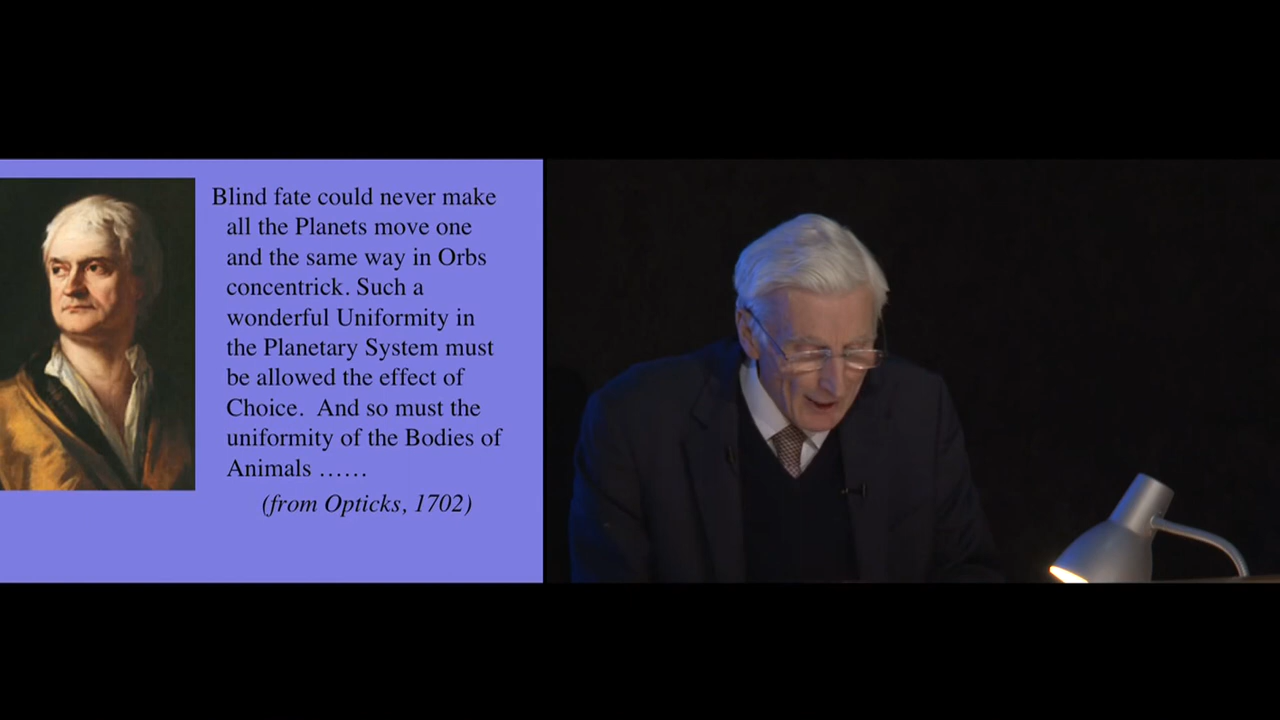 Blind fate could never make
all the Planets move one
and the same way in Orbs
concentrick. Such a
wonderful Uniformity in
the Planetary System must
be allowed the effect of
Choice.  And so must the
uniformity of the Bodies of
Animals ……
(from Opticks, 1702)